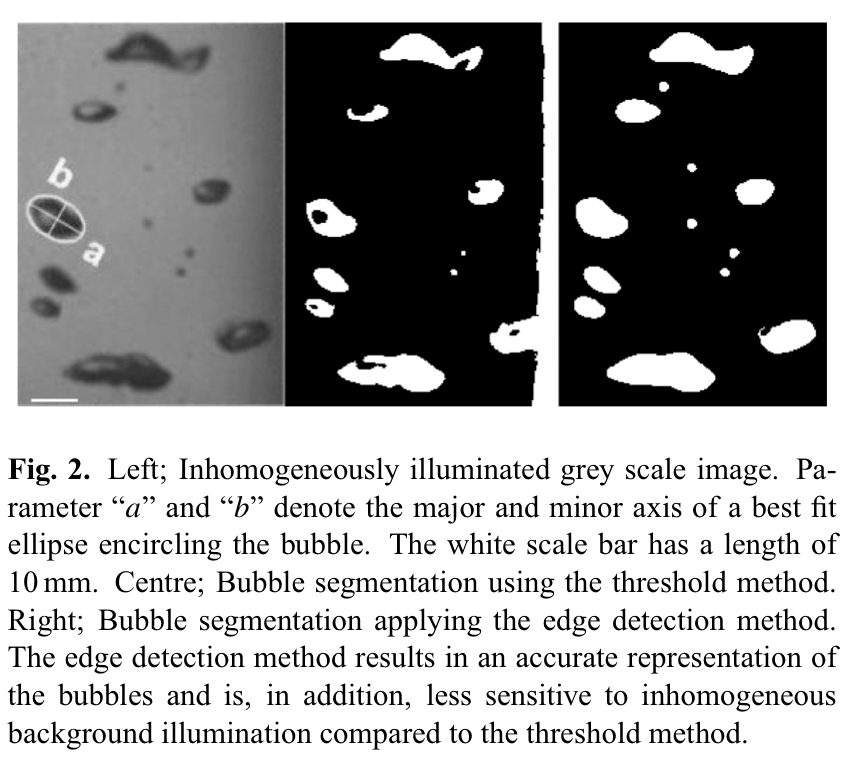 b
a
Fig. 2. Left; Inhomogeneously illuminated grey scale image. Pa-
rameter “a” and “b” denote the major and minor axis of a best fit
ellipse encircling the bubble. The white scale bar has a length of
10 mm. Centre; Bubble segmentation using the threshold method.
Right; Bubble segmentation applying the edge detection method.
The edge detection method results in an accurate representation of
the bubbles and is, in addition, less sensitive to inhomogeneous
background illumination compared to the threshold method.